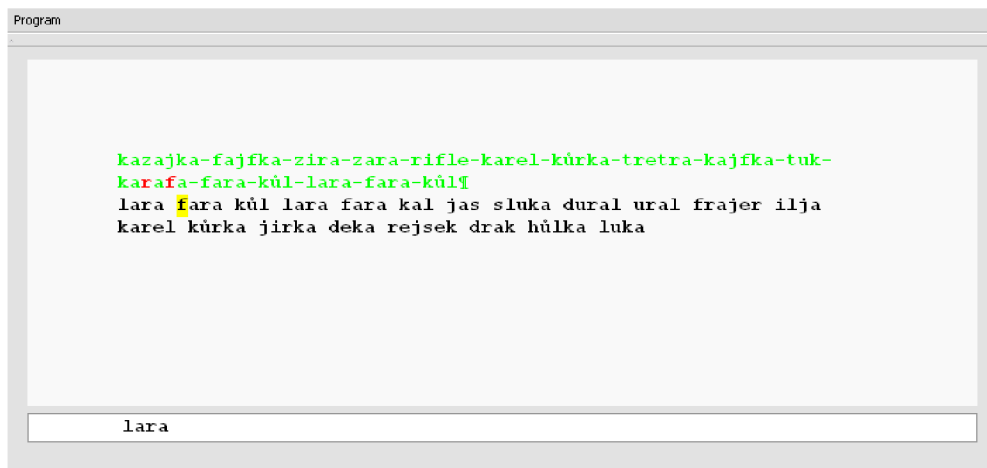 Program
kazajka-fajfka-zira-zara-rifle-karel-kůrka-tretra-kajfka-tuk-
karafa-fara-kůl-lara-fara-kůl¶
lara fara kůl lara fara kal jas sluka dural ural frajer ilja
karel kůrka jirka deka rejsek drak hůlka luka
lara